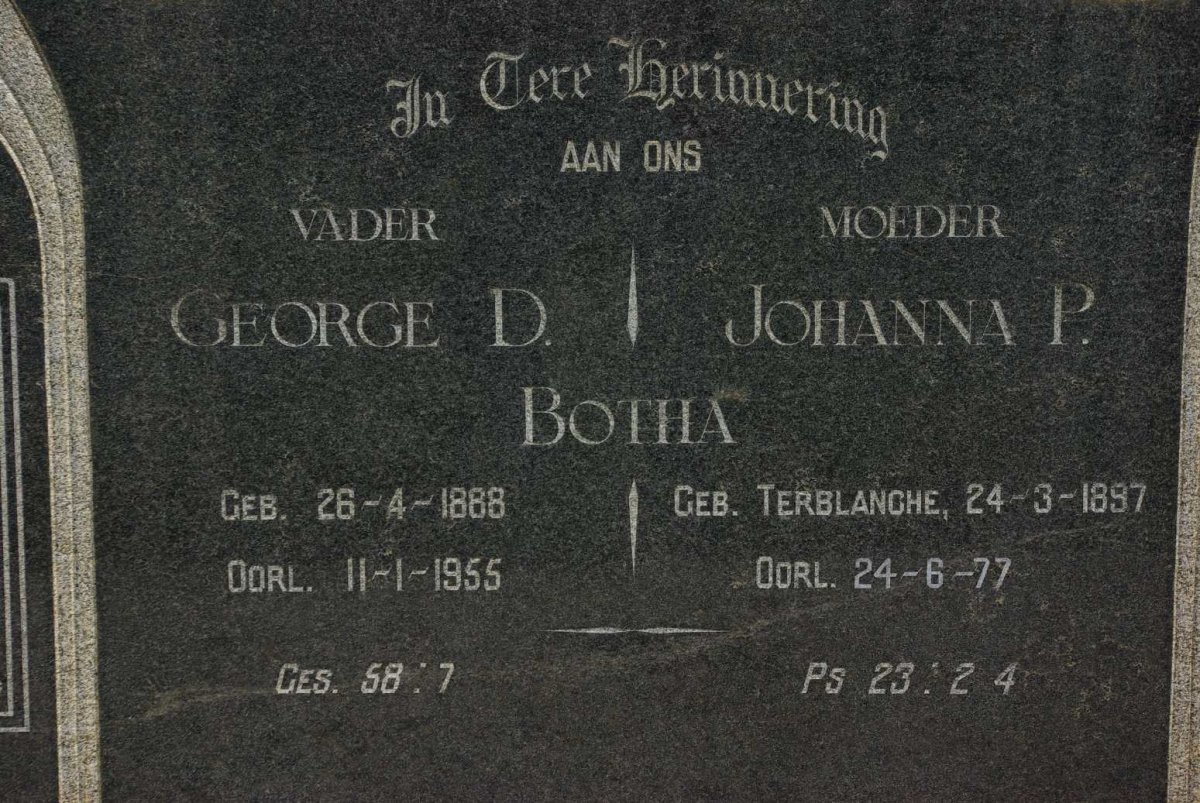 In Tere Herinnering
AAN ONS
VADER MOEDER
GEORGE D. JOHANNA P.
BOTHA
GEB. 26-4-1888 GEB. TERBLANCHE, 24-3-1897
OORL. 11-1-1955 OORL. 24-6-77
GES. 58:7 PS 23:2 4